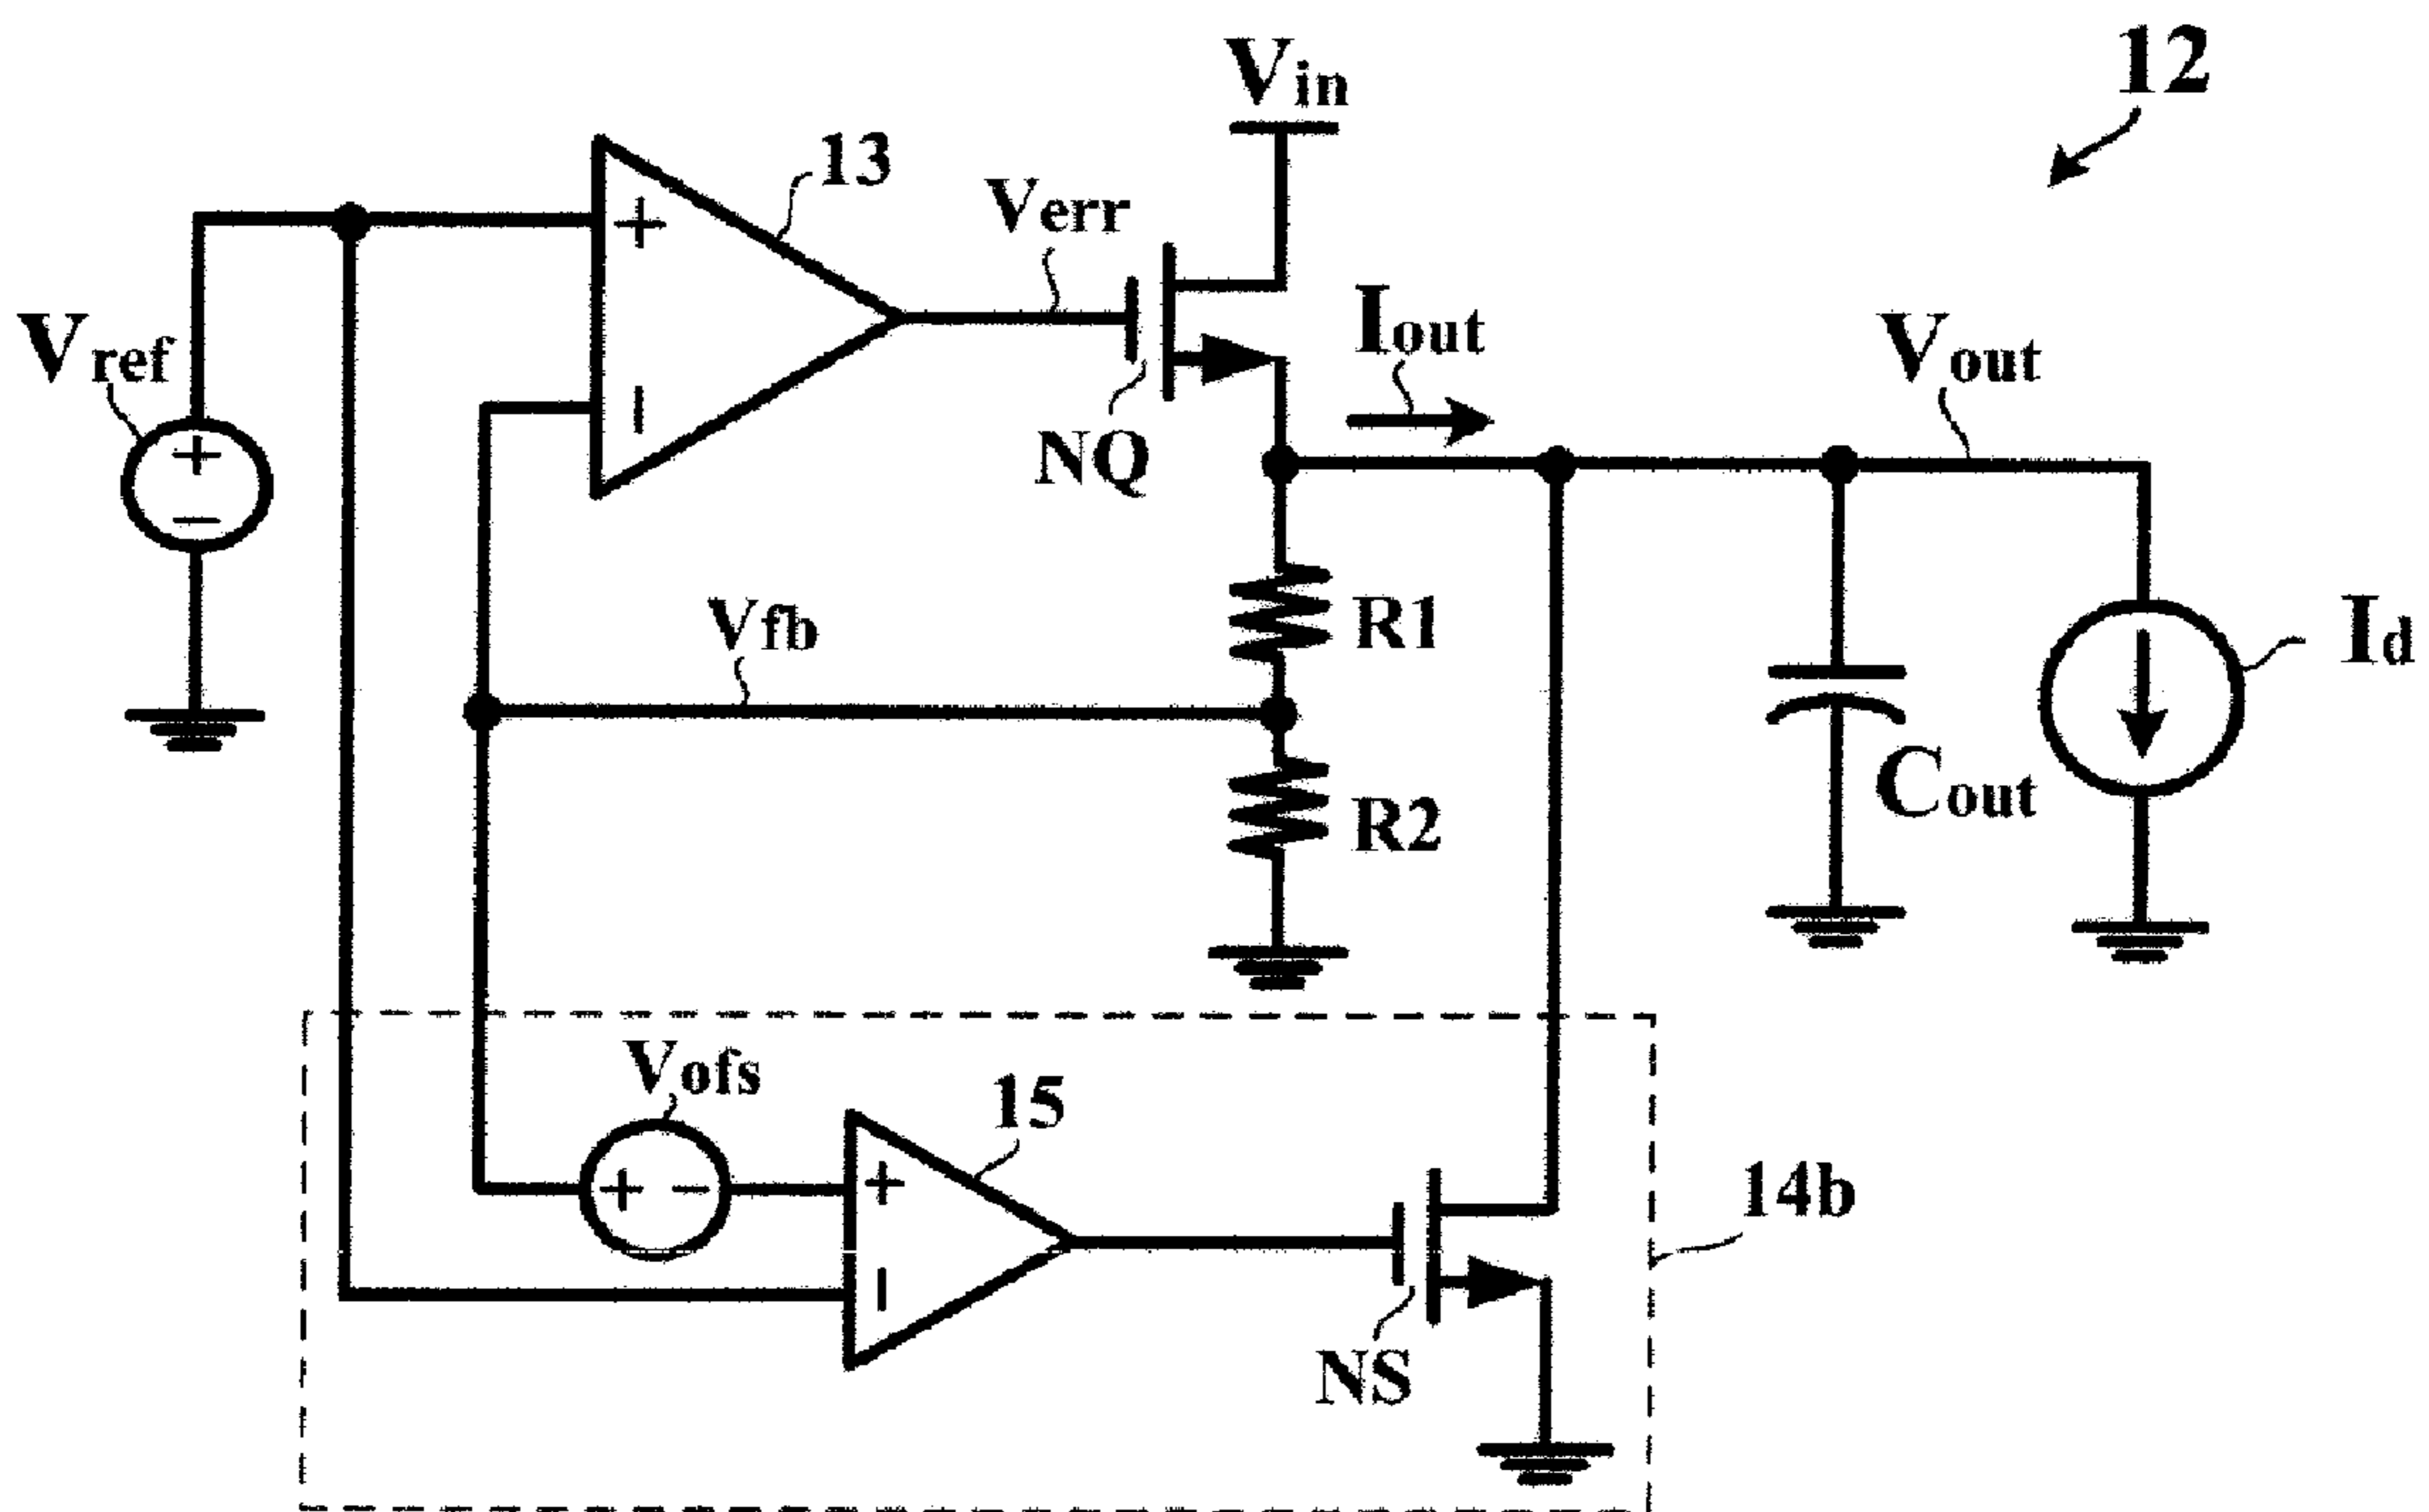 12
Vin
13
Verr
Vref
+
−
+
−
NQ
Iout
Vout
Vfb
R1
R2
Cout
Id
Vofs
+ −
15
+
−
NS
14b